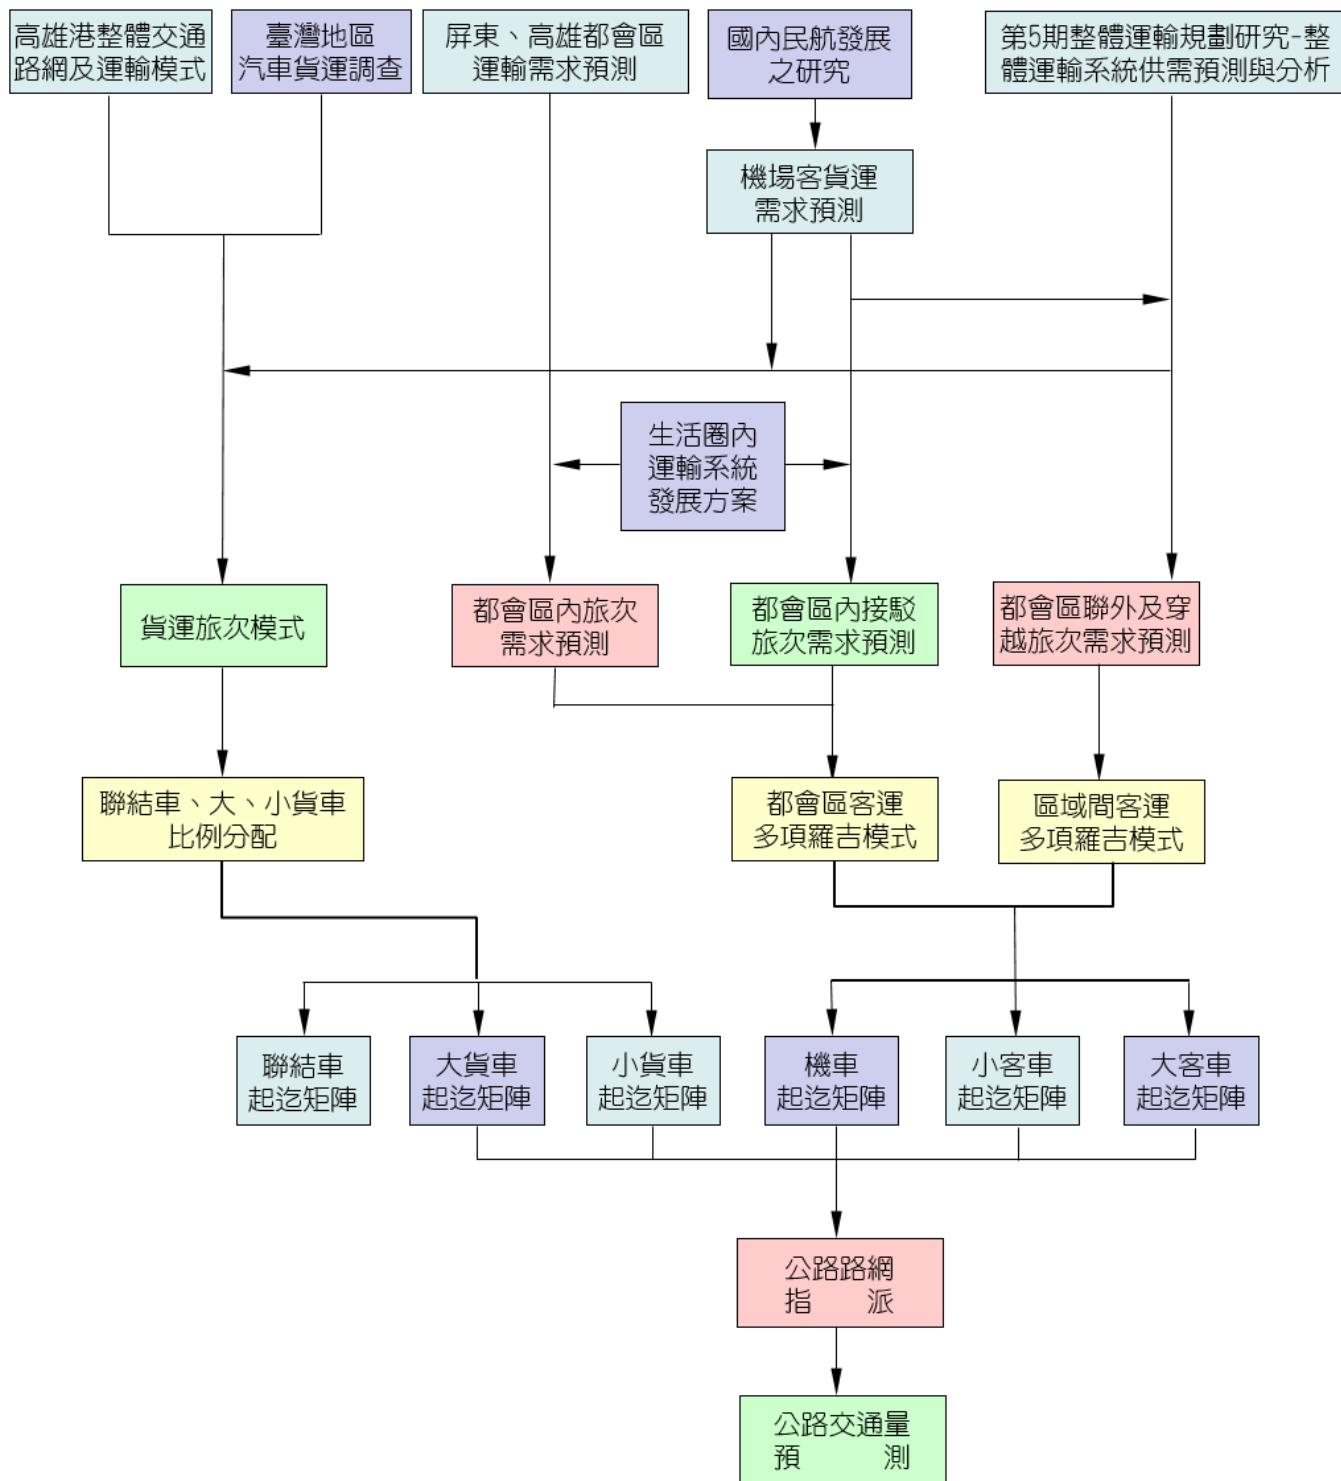 高雄港整體交通
路網及運輸模式
臺灣地區
汽車貨運調查
屏東、高雄都會區
運輸需求預測
國內民航發展
之研究
第5期整體運輸規劃研究-整
體運輸系統供需預測與分析
機場客貨運
需求預測
生活圈內
運輸系統
發展方案
貨運旅次模式
都會區內旅次
需求預測
都會區內接駁
旅次需求預測
都會區聯外及穿
越旅次需求預測
聯結車、大、小貨車
比例分配
都會區客運
多項羅吉模式
區域間客運
多項羅吉模式
聯結車
起迄矩陣
大貨車
起迄矩陣
小貨車
起迄矩陣
機車
起迄矩陣
小客車
起迄矩陣
大客車
起迄矩陣
公路路網
指 派
公路交通量
預 測